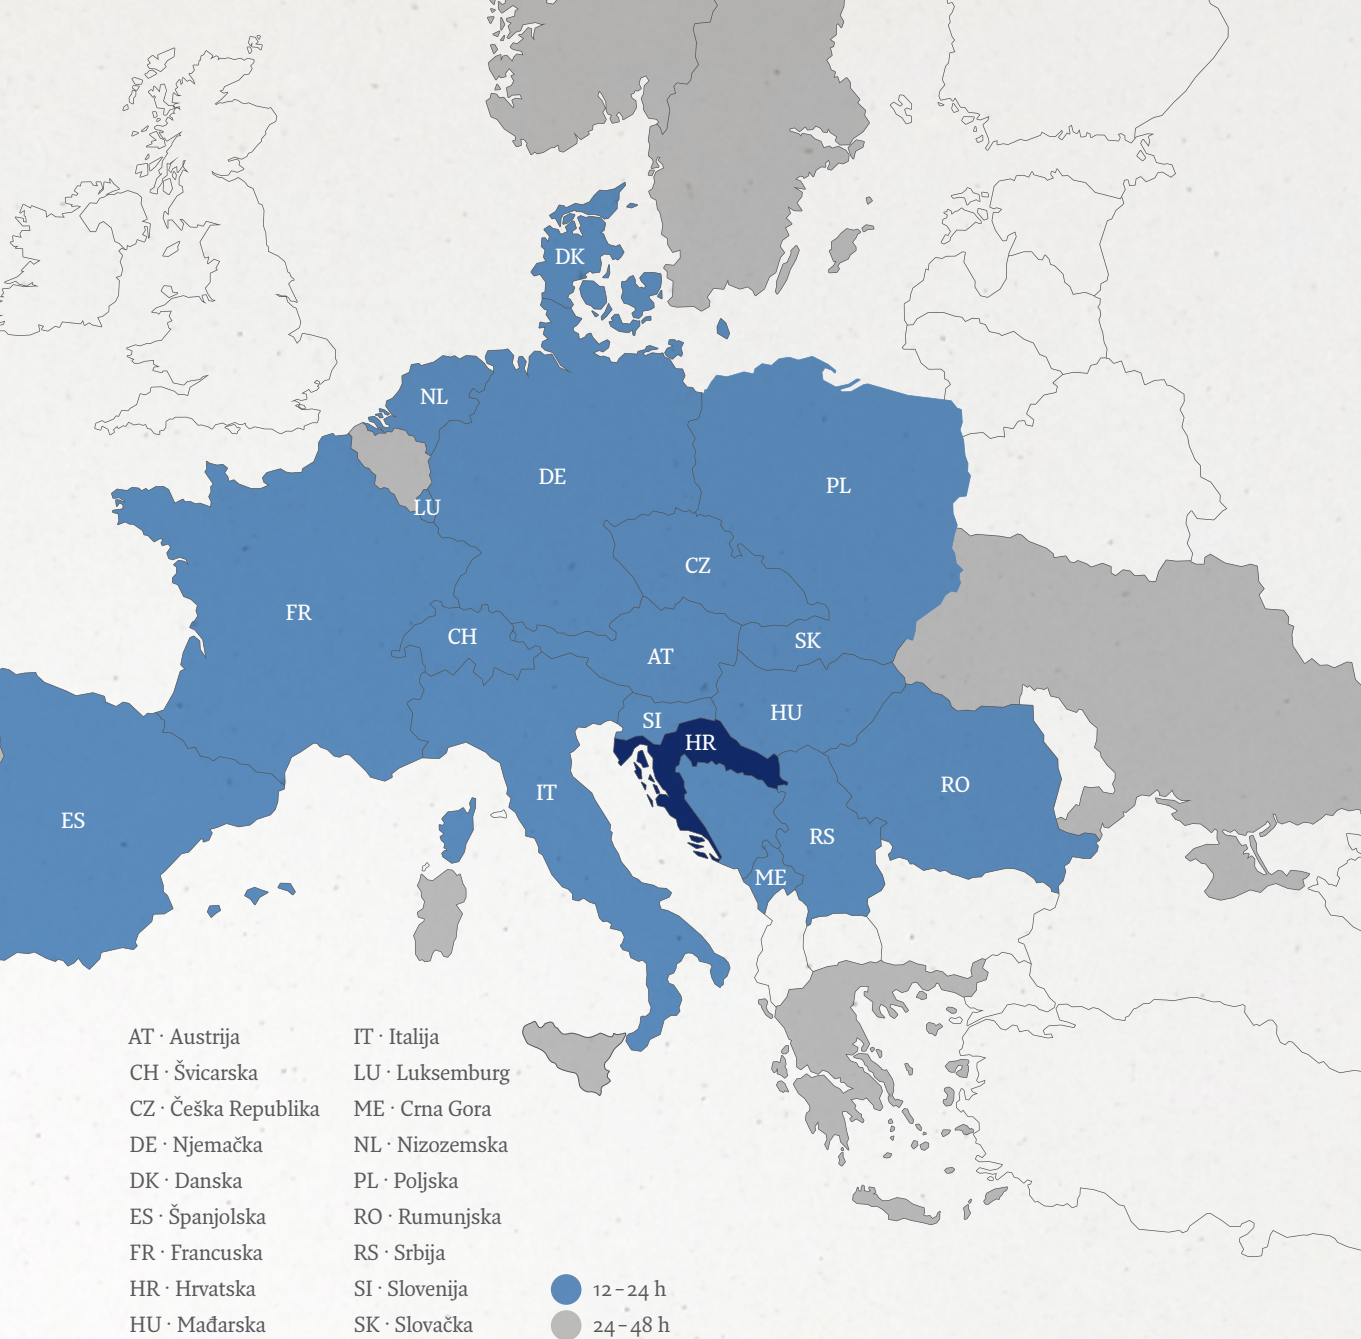 DK
NL
DE
PL
LU
CZ
FR
CH
SK
AT
HU
SI
HR
RO
IT
ES
RS
ME
AT · Austrija
CH · Švicarska
CZ · Češka Republika
DE · Njemačka
DK · Danska
ES · Španjolska
FR · Francuska
HR · Hrvatska
HU · Mađarska
IT · Italija
LU · Luksemburg
ME · Crna Gora
NL · Nizozemska
PL · Poljska
RO · Rumunjska
RS · Srbija
SI · Slovenija
SK · Slovačka
12–24 h
24–48 h